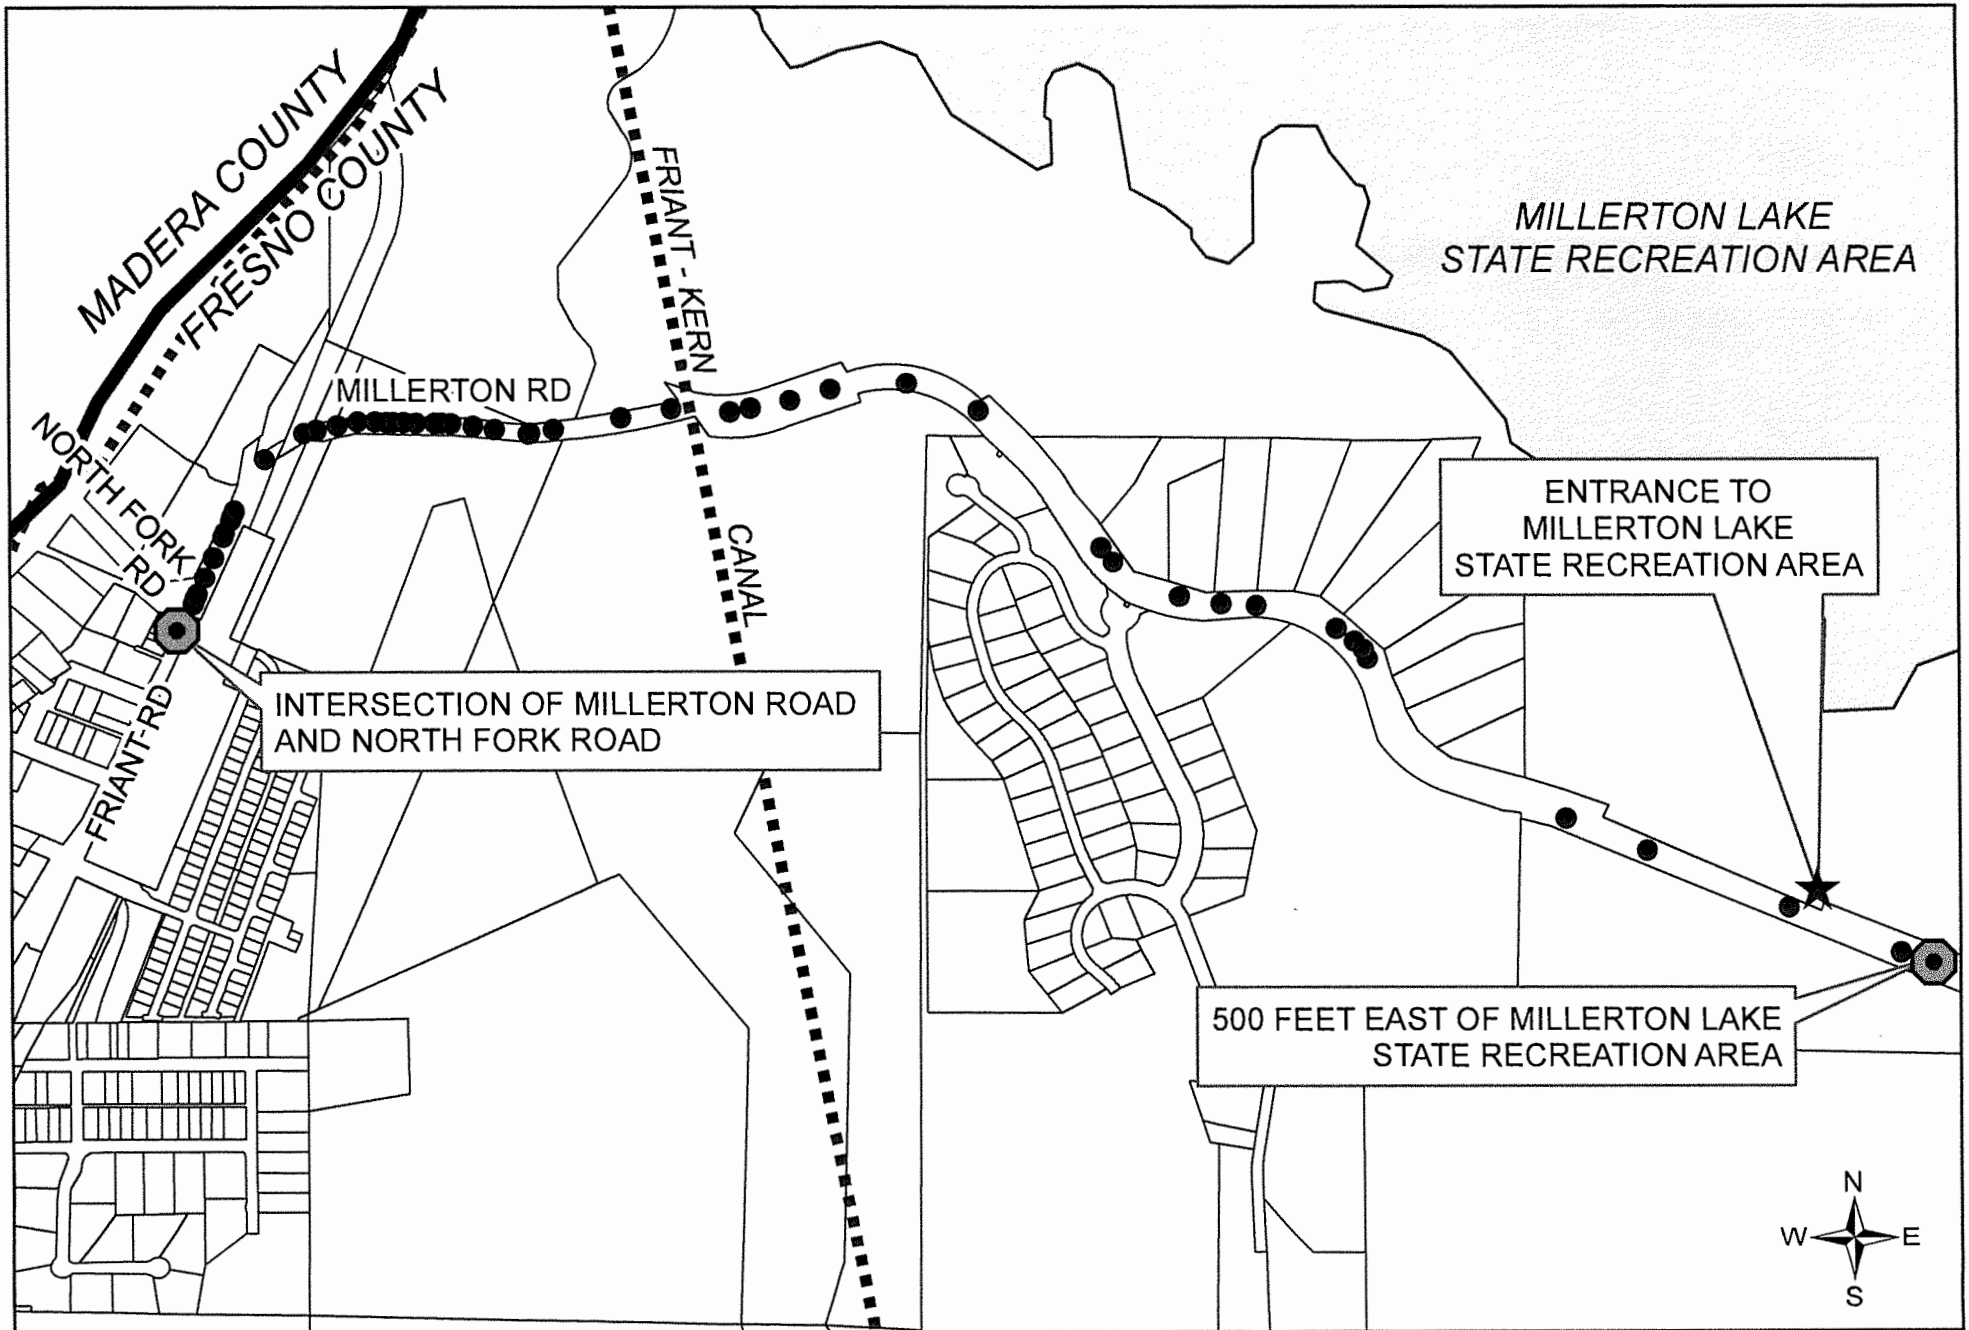 MADERA COUNTY
FRESNO COUNTY
FRIANT - KERN
CANAL
MILLERTON LAKE
STATE RECREATION AREA
MILLERTON RD
NORTH FORK
RD
FRIANT RD
ENTRANCE TO
MILLERTON LAKE
STATE RECREATION AREA
INTERSECTION OF MILLERTON ROAD
AND NORTH FORK ROAD
500 FEET EAST OF MILLERTON LAKE
STATE RECREATION AREA
N
W E
S